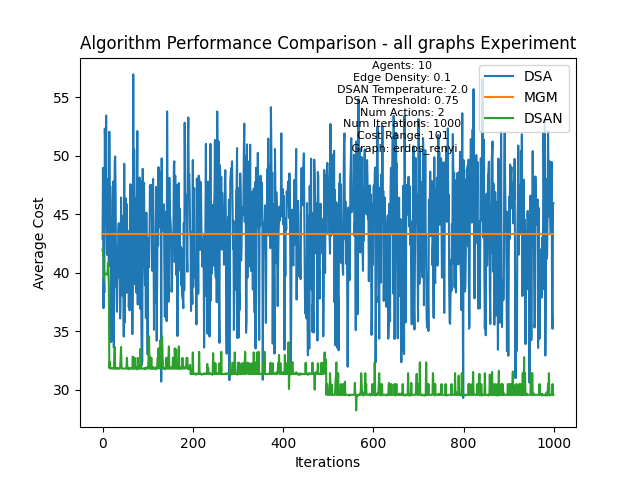 Algorithm Performance Comparison - all graphs Experiment
Agents: 10
Edge Density: 0.1
DSAN Temperature: 2.0
DSA Threshold: 0.75
Num Actions: 2
Num Iterations: 1000
Cost Range: 101
Graph: erdos_renyi
DSA
MGM
DSAN
Average Cost
55
50
45
40
35
30
0
200
400
600
800
1000
Iterations